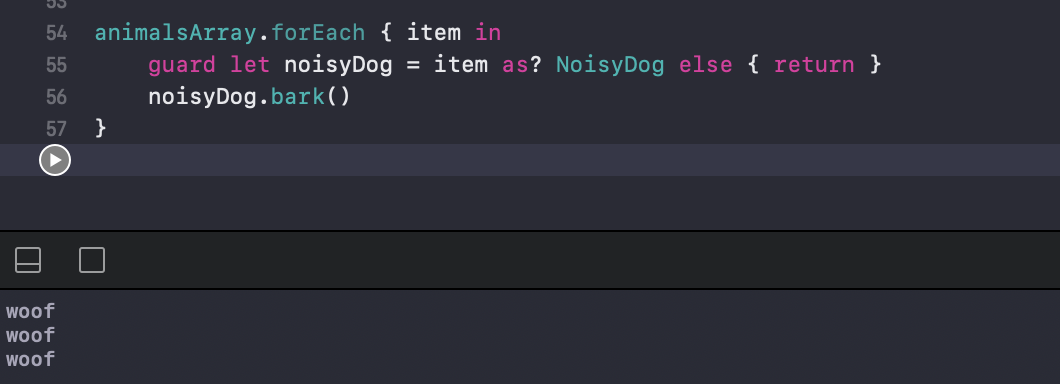 53
54 animalsArray.forEach { item in
55     guard let noisyDog = item as? NoisyDog else { return }
56     noisyDog.bark()
57 }
woof
woof
woof